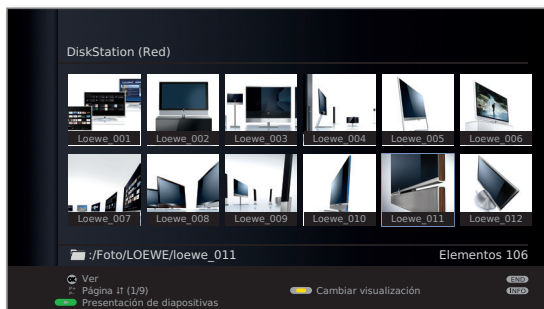 DiskStation (Red)
Loewe_001 Loewe_002 Loewe_003 Loewe_004 Loewe_005 Loewe_006
Loewe_007 Loewe_008 Loewe_009 Loewe_010 Loewe_011 Loewe_012
:/Foto/LOEWE/loewe_011 Elementos 106
OK Ver END
P+ P- Página ↓↑ (1/9) Cambiar visualización INFO
Presentación de diapositivas